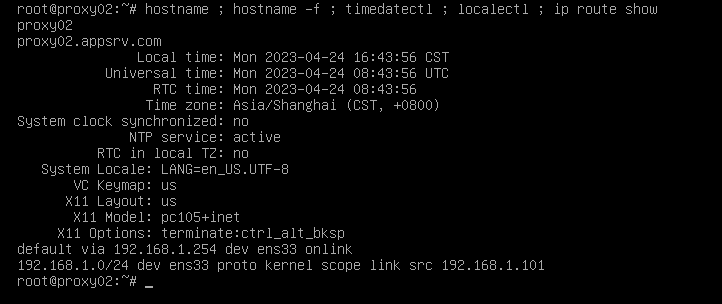 root@proxy02:~# hostname ; hostname -f ; timedatectl ; localectl ; ip route show
proxy02
proxy02.appsrv.com
Local time: Mon 2023-04-24 16:43:56 CST
Universal time: Mon 2023-04-24 08:43:56 UTC
RTC time: Mon 2023-04-24 08:43:56
Time zone: Asia/Shanghai (CST, +0800)
System clock synchronized: no
NTP service: active
RTC in local TZ: no
System Locale: LANG=en_US.UTF-8
VC Keymap: us
X11 Layout: us
X11 Model: pc105+inet
X11 Options: terminate:ctrl_alt_bksp
default via 192.168.1.254 dev ens33 onlink
192.168.1.0/24 dev ens33 proto kernel scope link src 192.168.1.101
root@proxy02:~# _